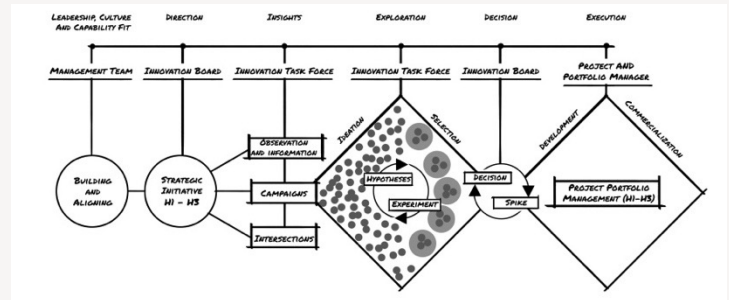 LEADERSHIP, CULTURE
AND CAPABILITY FIT
DIRECTION
INSIGHTS
EXPLORATION
DECISION
EXECUTION
MANAGEMENT TEAM
INNOVATION BOARD
INNOVATION TASK FORCE
INNOVATION TASK FORCE
INNOVATION BOARD
PROJECT AND
PORTFOLIO MANAGER
BUILDING
AND
ALIGNING
STRATEGIC
INITIATIVE
H1 – H3
OBSERVATION
AND INFORMATION
CAMPAIGNS
INTERSECTIONS
IDEATION
SELECTION
HYPOTHESES
EXPERIMENT
DECISION
SPIKE
DEVELOPMENT
COMMERCIALIZATION
PROJECT PORTFOLIO
MANAGEMENT (H1-H3)